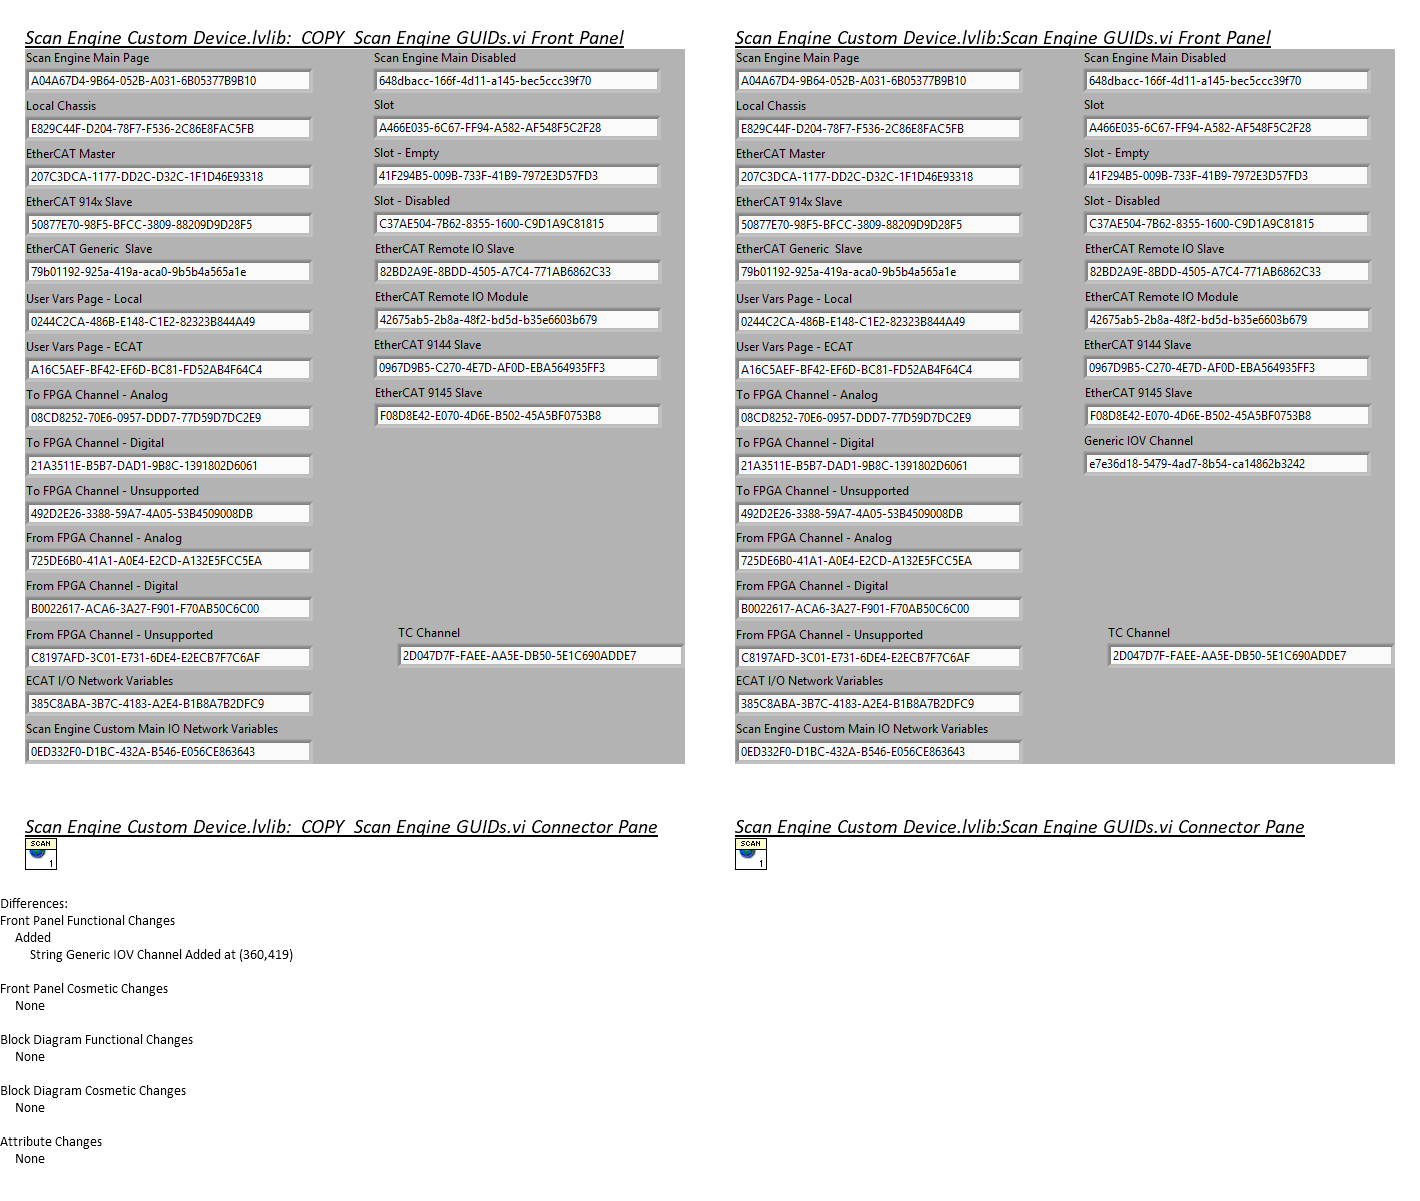 Scan Engine Custom Device.lvlib:  COPY  Scan Engine GUIDs.vi Front Panel
Scan Engine Main Page
A04A67D4-9B64-052B-A031-6B05377B9B10
Local Chassis
E829C44F-D204-78F7-F536-2C86E8FAC5FB
EtherCAT Master
207C3DCA-1177-DD2C-D32C-1F1D46E93318
EtherCAT 914x Slave
50877E70-98F5-BFCC-3809-88209D9D28F5
EtherCAT Generic  Slave
79b01192-925a-419a-aca0-9b5b4a565a1e
User Vars Page - Local
0244C2CA-486B-E148-C1E2-82323B844A49
User Vars Page - ECAT
A16C5AEF-BF42-EF6D-BC81-FD52AB4F64C4
To FPGA Channel - Analog
08CD8252-70E6-0957-DDD7-77D59D7DC2E9
To FPGA Channel - Digital
21A3511E-B5B7-DAD1-9B8C-1391802D6061
To FPGA Channel - Unsupported
492D2E26-3388-59A7-4A05-53B4509008DB
From FPGA Channel - Analog
725DE6B0-41A1-A0E4-E2CD-A132E5FCC5EA
From FPGA Channel - Digital
B0022617-ACA6-3A27-F901-F70AB50C6C00
From FPGA Channel - Unsupported
C8197AFD-3C01-E731-6DE4-E2ECB7F7C6AF
ECAT I/O Network Variables
385C8ABA-3B7C-4183-A2E4-B1B8A7B2DFC9
Scan Engine Custom Main IO Network Variables
0ED332F0-D1BC-432A-B546-E056CE863643
Scan Engine Main Disabled
648dbacc-166f-4d11-a145-bec5ccc39f70
Slot
A466E035-6C67-FF94-A582-AF548F5C2F28
Slot - Empty
41F294B5-009B-733F-41B9-7972E3D57FD3
Slot - Disabled
C37AE504-7B62-8355-1600-C9D1A9C81815
EtherCAT Remote IO Slave
82BD2A9E-8BDD-4505-A7C4-771AB6862C33
EtherCAT Remote IO Module
42675ab5-2b8a-48f2-bd5d-b35e6603b679
EtherCAT 9144 Slave
0967D9B5-C270-4E7D-AF0D-EBA564935FF3
EtherCAT 9145 Slave
F08D8E42-E070-4D6E-B502-45A5BF0753B8
TC Channel
2D047D7F-FAEE-AA5E-DB50-5E1C690ADDE7
Scan Engine Custom Device.lvlib:Scan Engine GUIDs.vi Front Panel
Scan Engine Main Page
A04A67D4-9B64-052B-A031-6B05377B9B10
Local Chassis
E829C44F-D204-78F7-F536-2C86E8FAC5FB
EtherCAT Master
207C3DCA-1177-DD2C-D32C-1F1D46E93318
EtherCAT 914x Slave
50877E70-98F5-BFCC-3809-88209D9D28F5
EtherCAT Generic  Slave
79b01192-925a-419a-aca0-9b5b4a565a1e
User Vars Page - Local
0244C2CA-486B-E148-C1E2-82323B844A49
User Vars Page - ECAT
A16C5AEF-BF42-EF6D-BC81-FD52AB4F64C4
To FPGA Channel - Analog
08CD8252-70E6-0957-DDD7-77D59D7DC2E9
To FPGA Channel - Digital
21A3511E-B5B7-DAD1-9B8C-1391802D6061
To FPGA Channel - Unsupported
492D2E26-3388-59A7-4A05-53B4509008DB
From FPGA Channel - Analog
725DE6B0-41A1-A0E4-E2CD-A132E5FCC5EA
From FPGA Channel - Digital
B0022617-ACA6-3A27-F901-F70AB50C6C00
From FPGA Channel - Unsupported
C8197AFD-3C01-E731-6DE4-E2ECB7F7C6AF
ECAT I/O Network Variables
385C8ABA-3B7C-4183-A2E4-B1B8A7B2DFC9
Scan Engine Custom Main IO Network Variables
0ED332F0-D1BC-432A-B546-E056CE863643
Scan Engine Main Disabled
648dbacc-166f-4d11-a145-bec5ccc39f70
Slot
A466E035-6C67-FF94-A582-AF548F5C2F28
Slot - Empty
41F294B5-009B-733F-41B9-7972E3D57FD3
Slot - Disabled
C37AE504-7B62-8355-1600-C9D1A9C81815
EtherCAT Remote IO Slave
82BD2A9E-8BDD-4505-A7C4-771AB6862C33
EtherCAT Remote IO Module
42675ab5-2b8a-48f2-bd5d-b35e6603b679
EtherCAT 9144 Slave
0967D9B5-C270-4E7D-AF0D-EBA564935FF3
EtherCAT 9145 Slave
F08D8E42-E070-4D6E-B502-45A5BF0753B8
Generic IOV Channel
e7e36d18-5479-4ad7-8b54-ca14862b3242
TC Channel
2D047D7F-FAEE-AA5E-DB50-5E1C690ADDE7
Scan Engine Custom Device.lvlib:  COPY  Scan Engine GUIDs.vi Connector Pane
SCAN
1
Scan Engine Custom Device.lvlib:Scan Engine GUIDs.vi Connector Pane
SCAN
1
Differences:
Front Panel Functional Changes
Added
String Generic IOV Channel Added at (360,419)
Front Panel Cosmetic Changes
None
Block Diagram Functional Changes
None
Block Diagram Cosmetic Changes
None
Attribute Changes
None